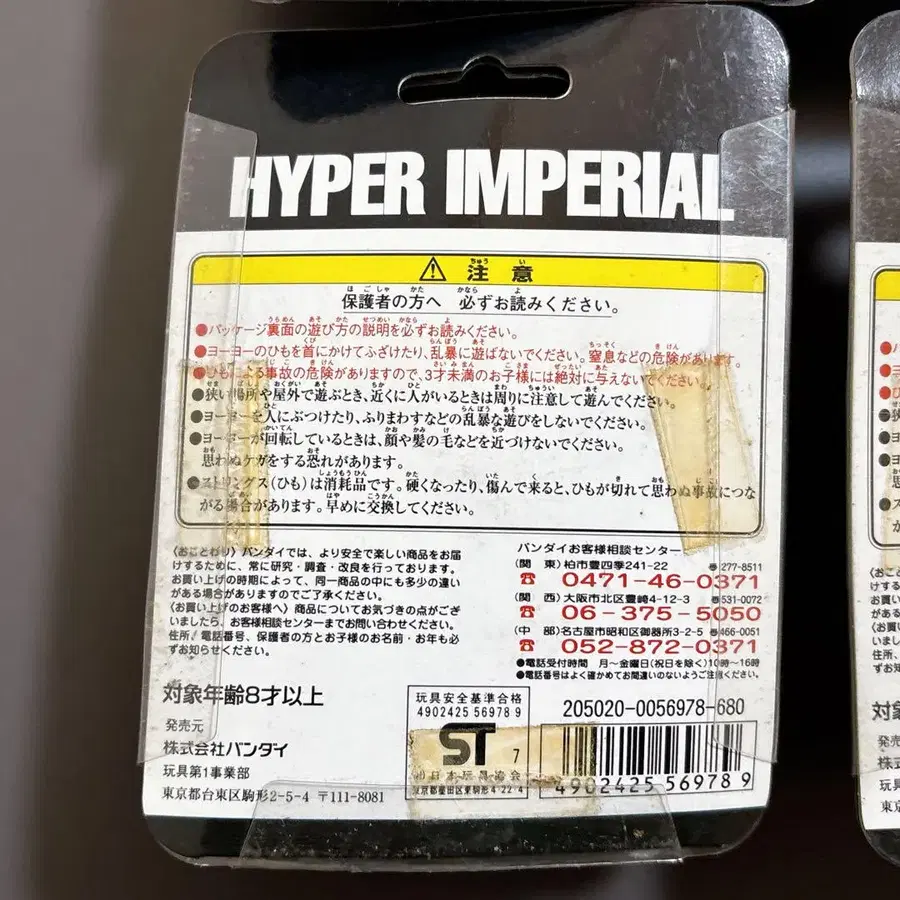 HYPER IMPERIAL
⚠ 注意
保護者の方へ 必ずお読みください。
●パッケージ裏面の遊び方の説明を必ずお読みください。
●ヨーヨーのひもを首にかけてふざけたり、乱暴に遊ばないでください。窒息などの危険があります。
●ひもによる事故の危険がありますので、3才未満のお子様には絶対に与えないでください。
●狭い場所や屋外で遊ぶとき、近くに人がいるときは周りに注意して遊んでください。
●ヨーヨーを人にぶつけたり、ふりまわすなどの乱暴な遊びをしないでください。
●ヨーヨーが回転しているときは、顔や髪の毛などを近づけないでください。
思わぬケガをする恐れがあります。
●ストリングス(ひも)は消耗品です。硬くなったり、傷んで来ると、ひもが切れて思わぬ事故につな
がる場合があります。早めに交換してください。
〈おことわり〉バンダイでは、より安全で楽しい商品をお届
けするために、常に研究・調査・改良を行っております。
お買い上げの時期によって、同一商品の中にも多少の違い
がある場合がありますのでご了承ください。
〈お買い上げのお客様へ〉商品についてお気づきの点がござ
いましたら、お客様相談センターまでお問い合わせください。
住所、電話番号、保護者の方とお子様のお名前・お年も必
ずお知らせください。
バンダイお客様相談センター
(関 東)柏市豊四季241-22 〒277-8511
☎ 0471-46-0371
(関 西)大阪市北区豊崎4-12-3 〒531-0072
☎ 06-375-5050
(中 部)名古屋市昭和区御器所3-2-5 〒466-0051
☎ 052-872-0371
●電話受付時間 月〜金曜日(祝日を除く)10時〜16時
●電話番号はよく確かめてお間違いのないようご注意ください。
対象年齢8才以上
発売元
株式会社バンダイ
玩具第1事業部
東京都台東区駒形2-5-4 〒111-8081
玩具安全基準合格
4902425 56978 9
ST 7
㈳日本玩具協会
東京都墨田区東駒形4-22-4
205020-0056978-680
4902425 569789